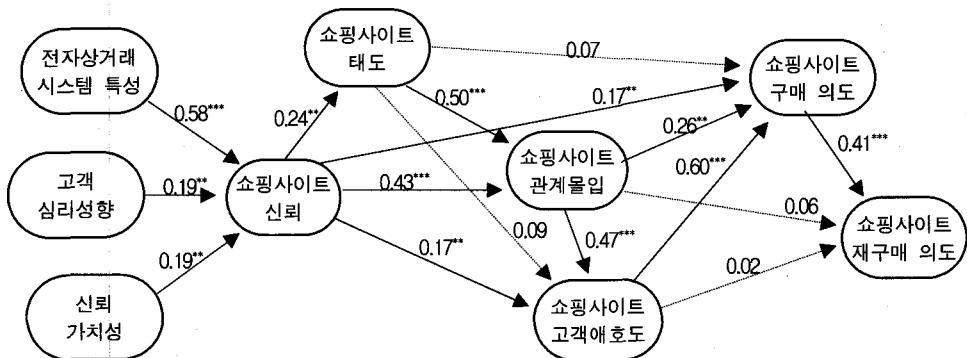 쇼핑사이트
태도
전자상거래
시스템 특성
0.07
쇼핑사이트
구매 의도
0.58***
0.24**
0.50***
0.17**
0.26**
0.41***
고객
심리성향
0.19**
쇼핑사이트
신뢰
0.43***
쇼핑사이트
관계몰입
0.60***
0.06
쇼핑사이트
재구매 의도
0.19**
0.17**
0.09
0.47***
0.02
신뢰
가치성
쇼핑사이트
고객애호도